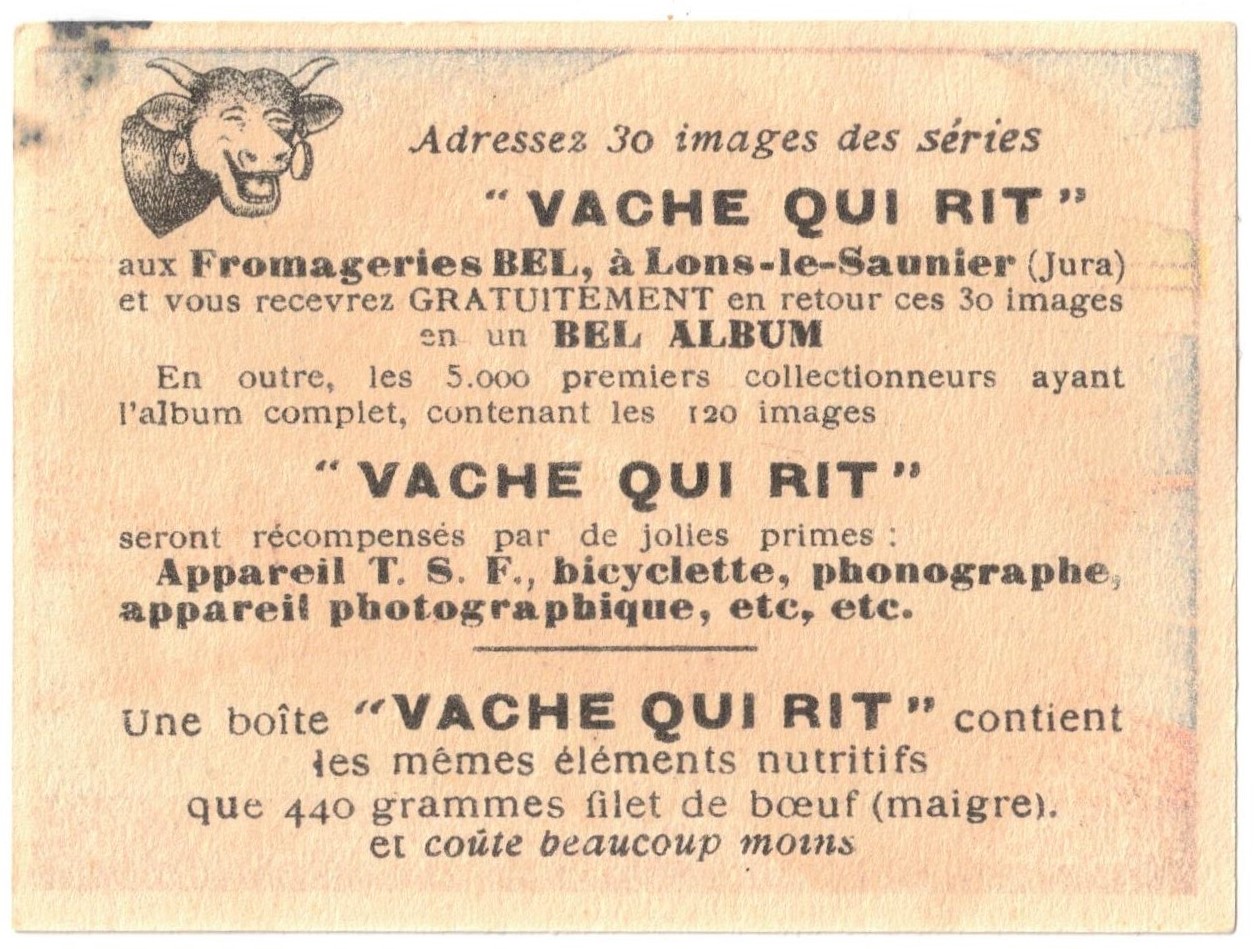 Adressez 30 images des séries
“ VACHE QUI RIT ”
aux Fromageries BEL, à Lons-le-Saunier (Jura)
et vous recevrez GRATUITEMENT en retour ces 30 images
en un BEL ALBUM
En outre, les 5.000 premiers collectionneurs ayant
l'album complet, contenant les 120 images
“ VACHE QUI RIT ”
seront récompensés par de jolies primes :
Appareil T. S. F., bicyclette, phonographe,
appareil photographique, etc, etc.
Une boîte “ VACHE QUI RIT ” contient
les mêmes éléments nutritifs
que 440 grammes filet de bœuf (maigre).
et coûte beaucoup moins